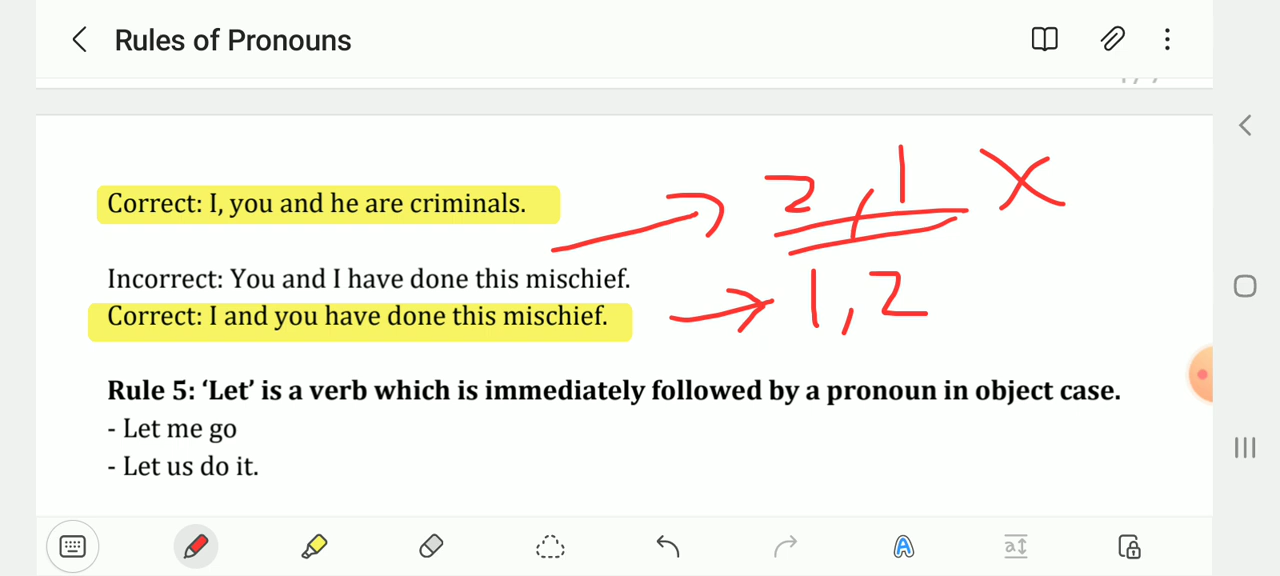 Rules of Pronouns
Correct: I, you and he are criminals.
2, 1 X
Incorrect: You and I have done this mischief.
Correct: I and you have done this mischief.
1, 2
Rule 5: ‘Let’ is a verb which is immediately followed by a pronoun in object case.
- Let me go
- Let us do it.
A
a